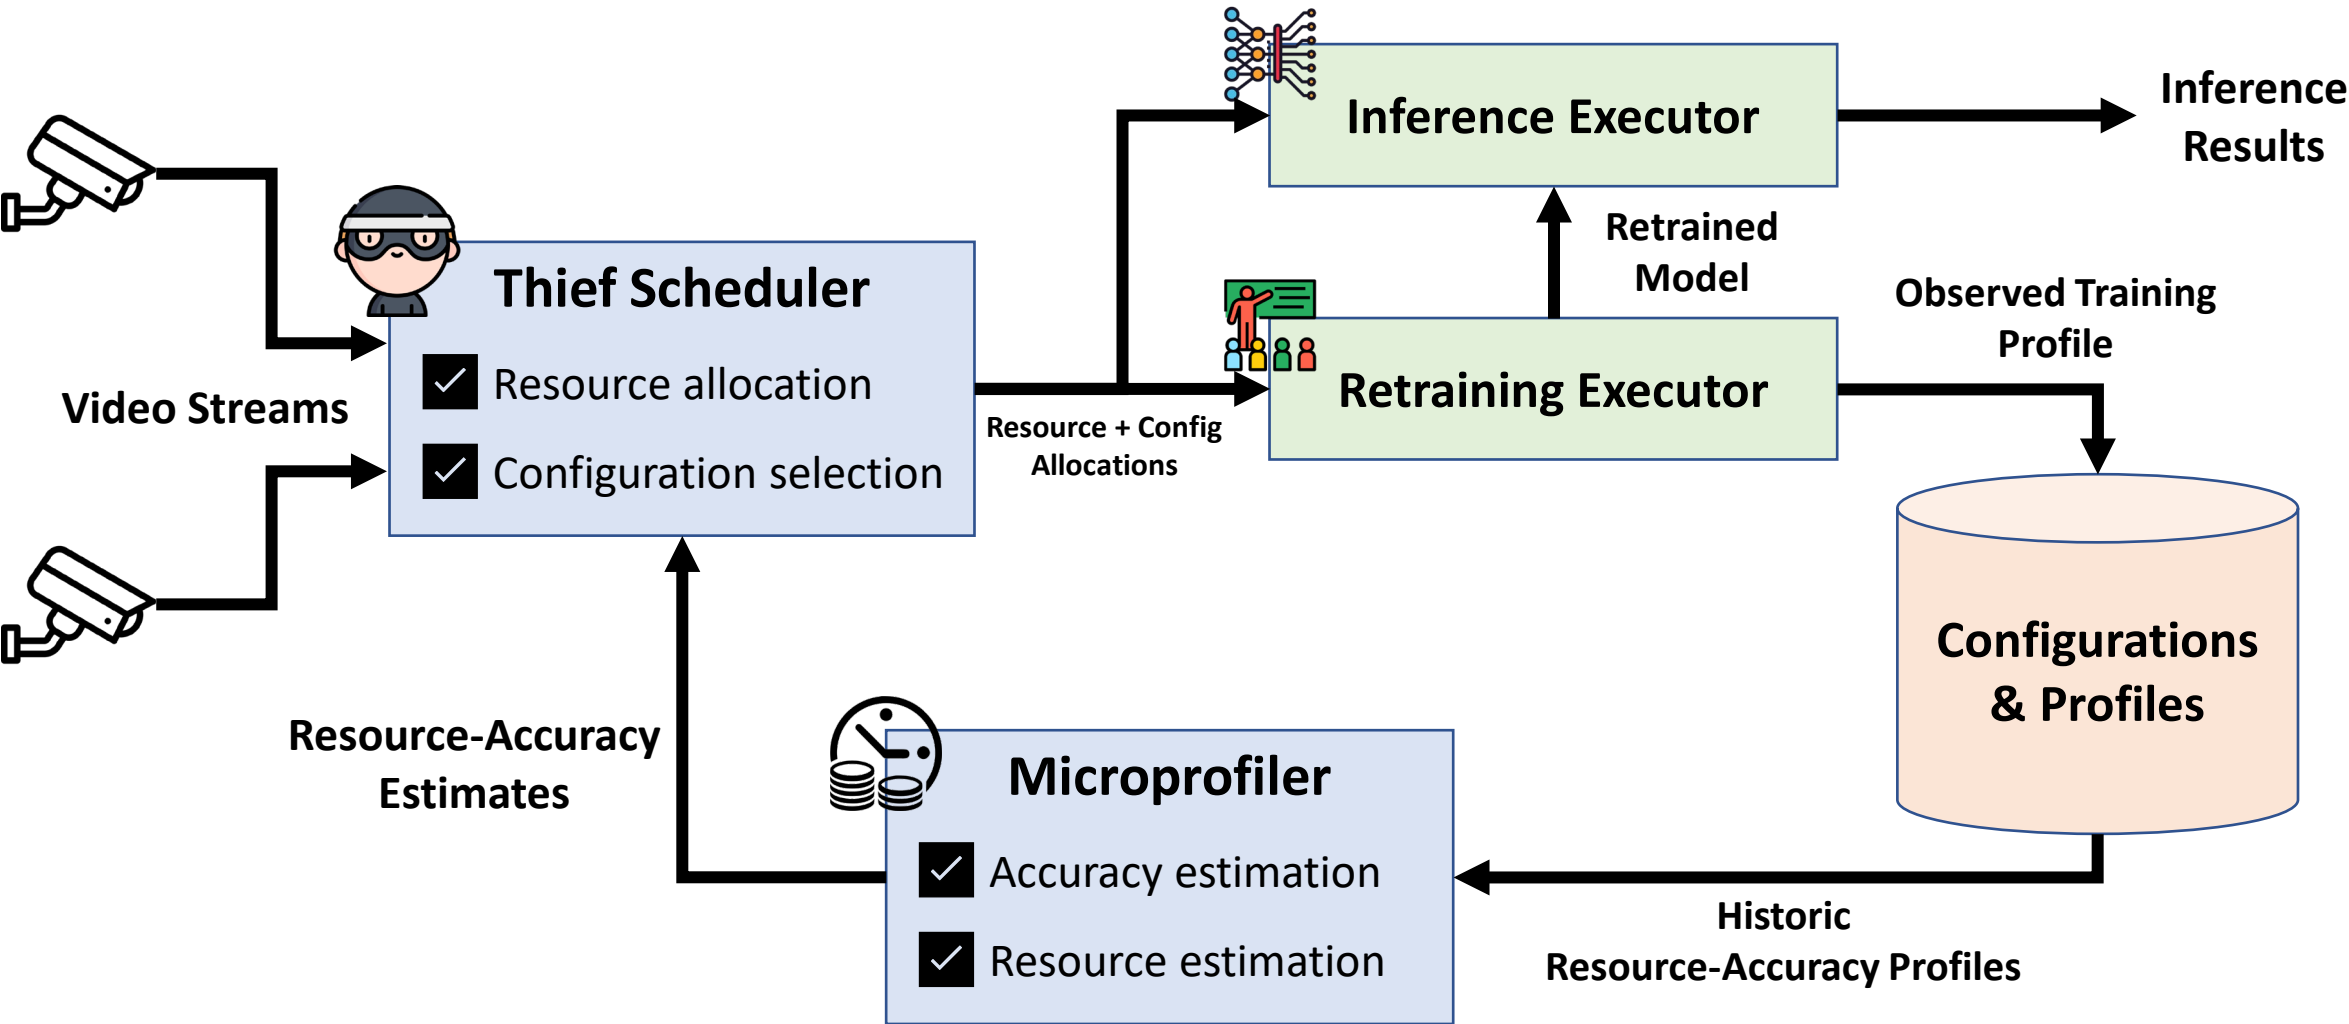 Video Streams
Thief Scheduler
Resource allocation
Configuration selection
Resource + Config
Allocations
Inference Executor
Inference
Results
Retrained
Model
Retraining Executor
Observed Training
Profile
Configurations
& Profiles
Historic
Resource-Accuracy Profiles
Microprofiler
Accuracy estimation
Resource estimation
Resource-Accuracy
Estimates